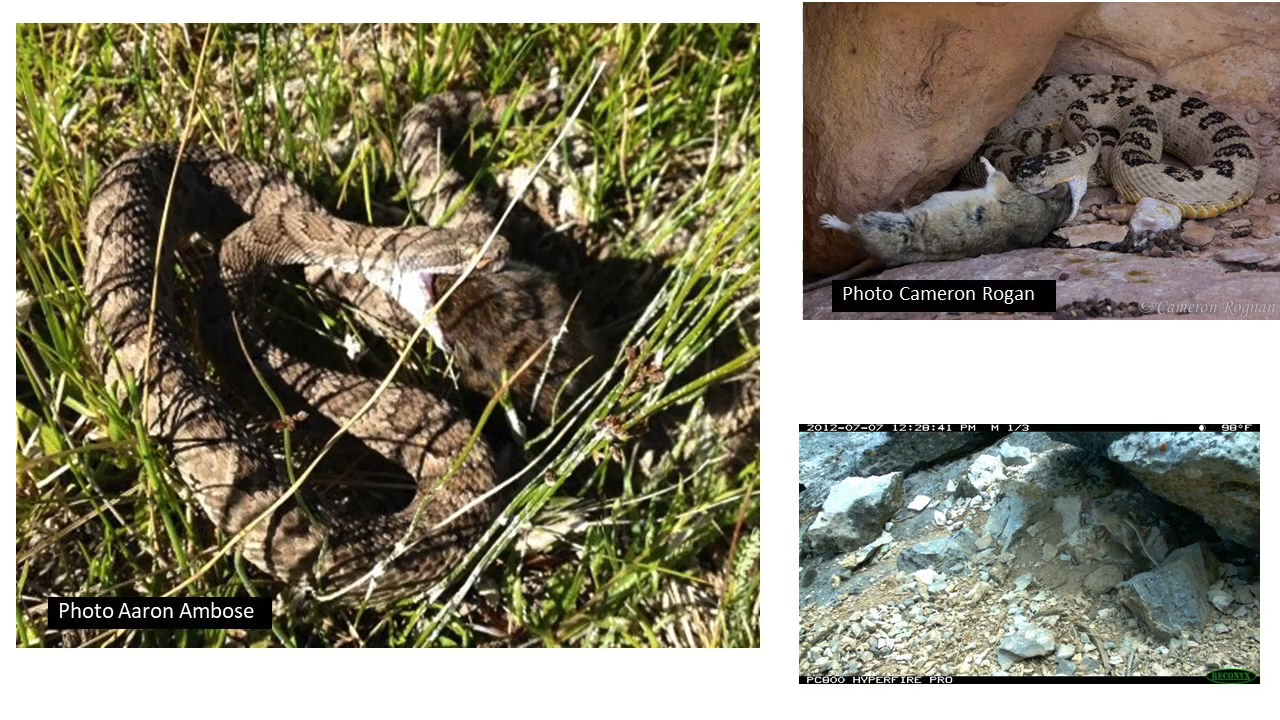 Photo Aaron Ambose
Photo Cameron Rogan
©Cameron Rognan
2012-07-07 12:28:41 PM M 1/3 98°F
PC800 HYPERFIRE PRO
RECONYX